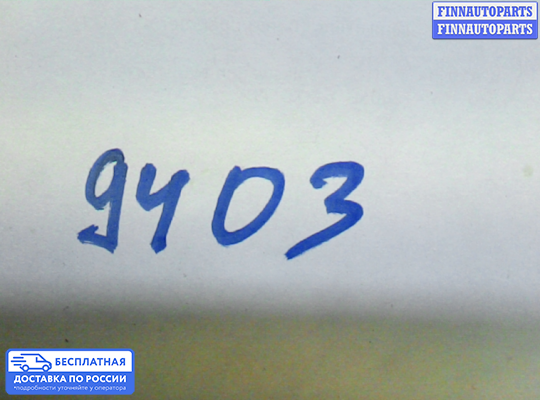 FINNAUTOPARTS
FINNAUTOPARTS
9403
БЕСПЛАТНАЯ
ДОСТАВКА ПО РОССИИ
*подробности уточняйте у оператора